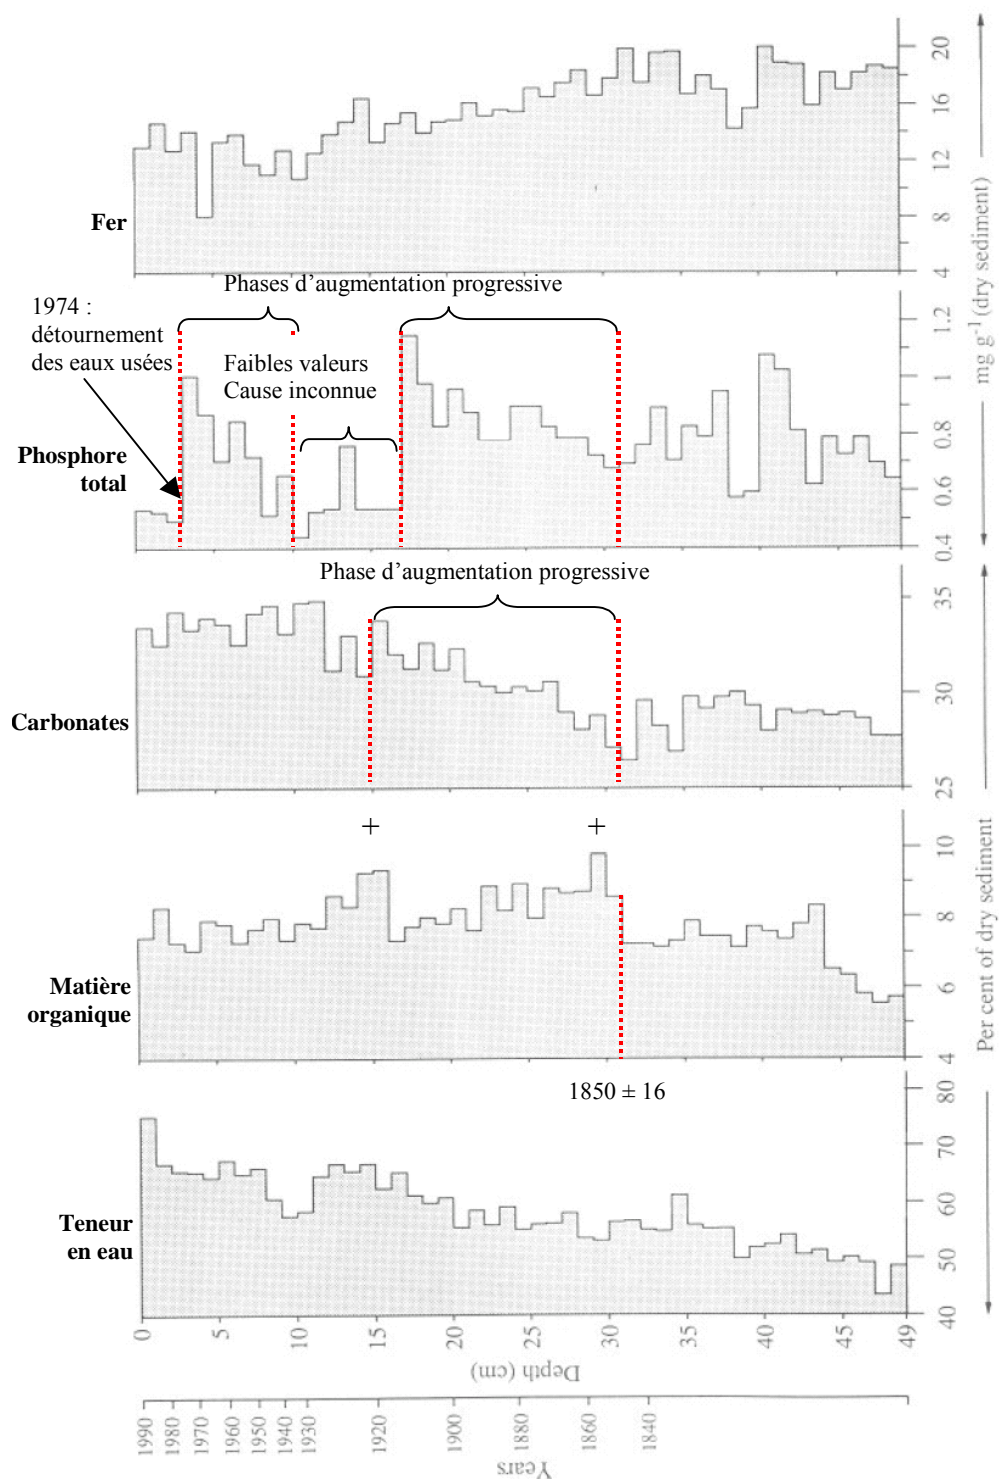 20
16
12
8
4
Fer
Phases d’augmentation progressive
1974 :
détournement
des eaux usées
Faibles valeurs
Cause inconnue
Phosphore
total
1.2
1
0.8
0.6
0.4
mg g-1 (dry sediment)
Phase d’augmentation progressive
Carbonates
35
30
25
+ +
Matière
organique
10
8
6
4
Per cent of dry sediment
1850 ± 16
Teneur
en eau
80
70
60
50
40
0 5 10 15 20 25 30 35 40 45 49
Depth (cm)
1990 1980 1970 1960 1950 1940 1930 1920 1900 1880 1860 1840
Years